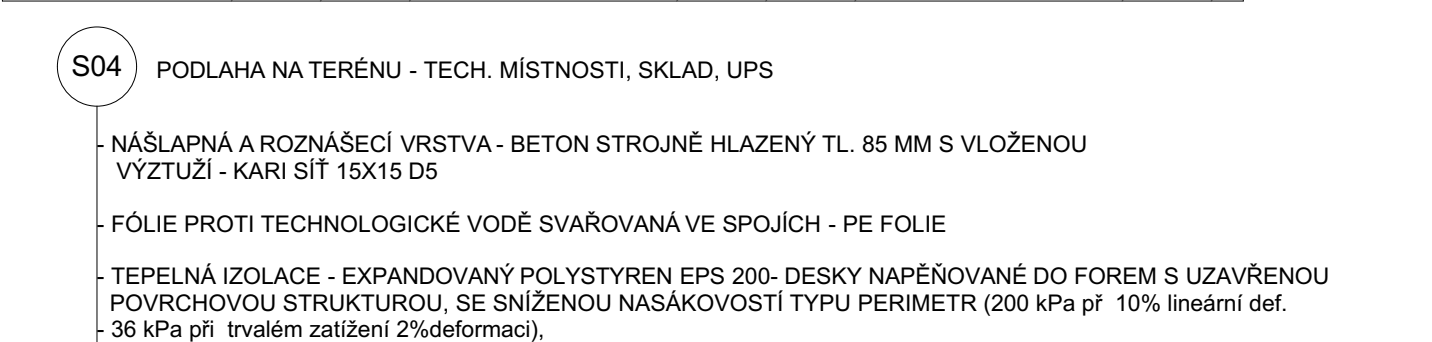 S04 PODLAHA NA TERÉNU - TECH. MÍSTNOSTI, SKLAD, UPS
- NÁŠLAPNÁ A ROZNÁŠECÍ VRSTVA - BETON STROJNĚ HLAZENÝ TL. 85 MM S VLOŽENOU
VÝZTUŽÍ - KARI SÍŤ 15X15 D5
- FÓLIE PROTI TECHNOLOGICKÉ VODĚ SVAŘOVANÁ VE SPOJÍCH - PE FOLIE
- TEPELNÁ IZOLACE - EXPANDOVANÝ POLYSTYREN EPS 200- DESKY NAPĚŇOVANÉ DO FOREM S UZAVŘENOU
POVRCHOVOU STRUKTUROU, SE SNÍŽENOU NASÁKOVOSTÍ TYPU PERIMETR (200 kPa př 10% lineární def.
- 36 kPa při trvalém zatížení 2%deformaci),